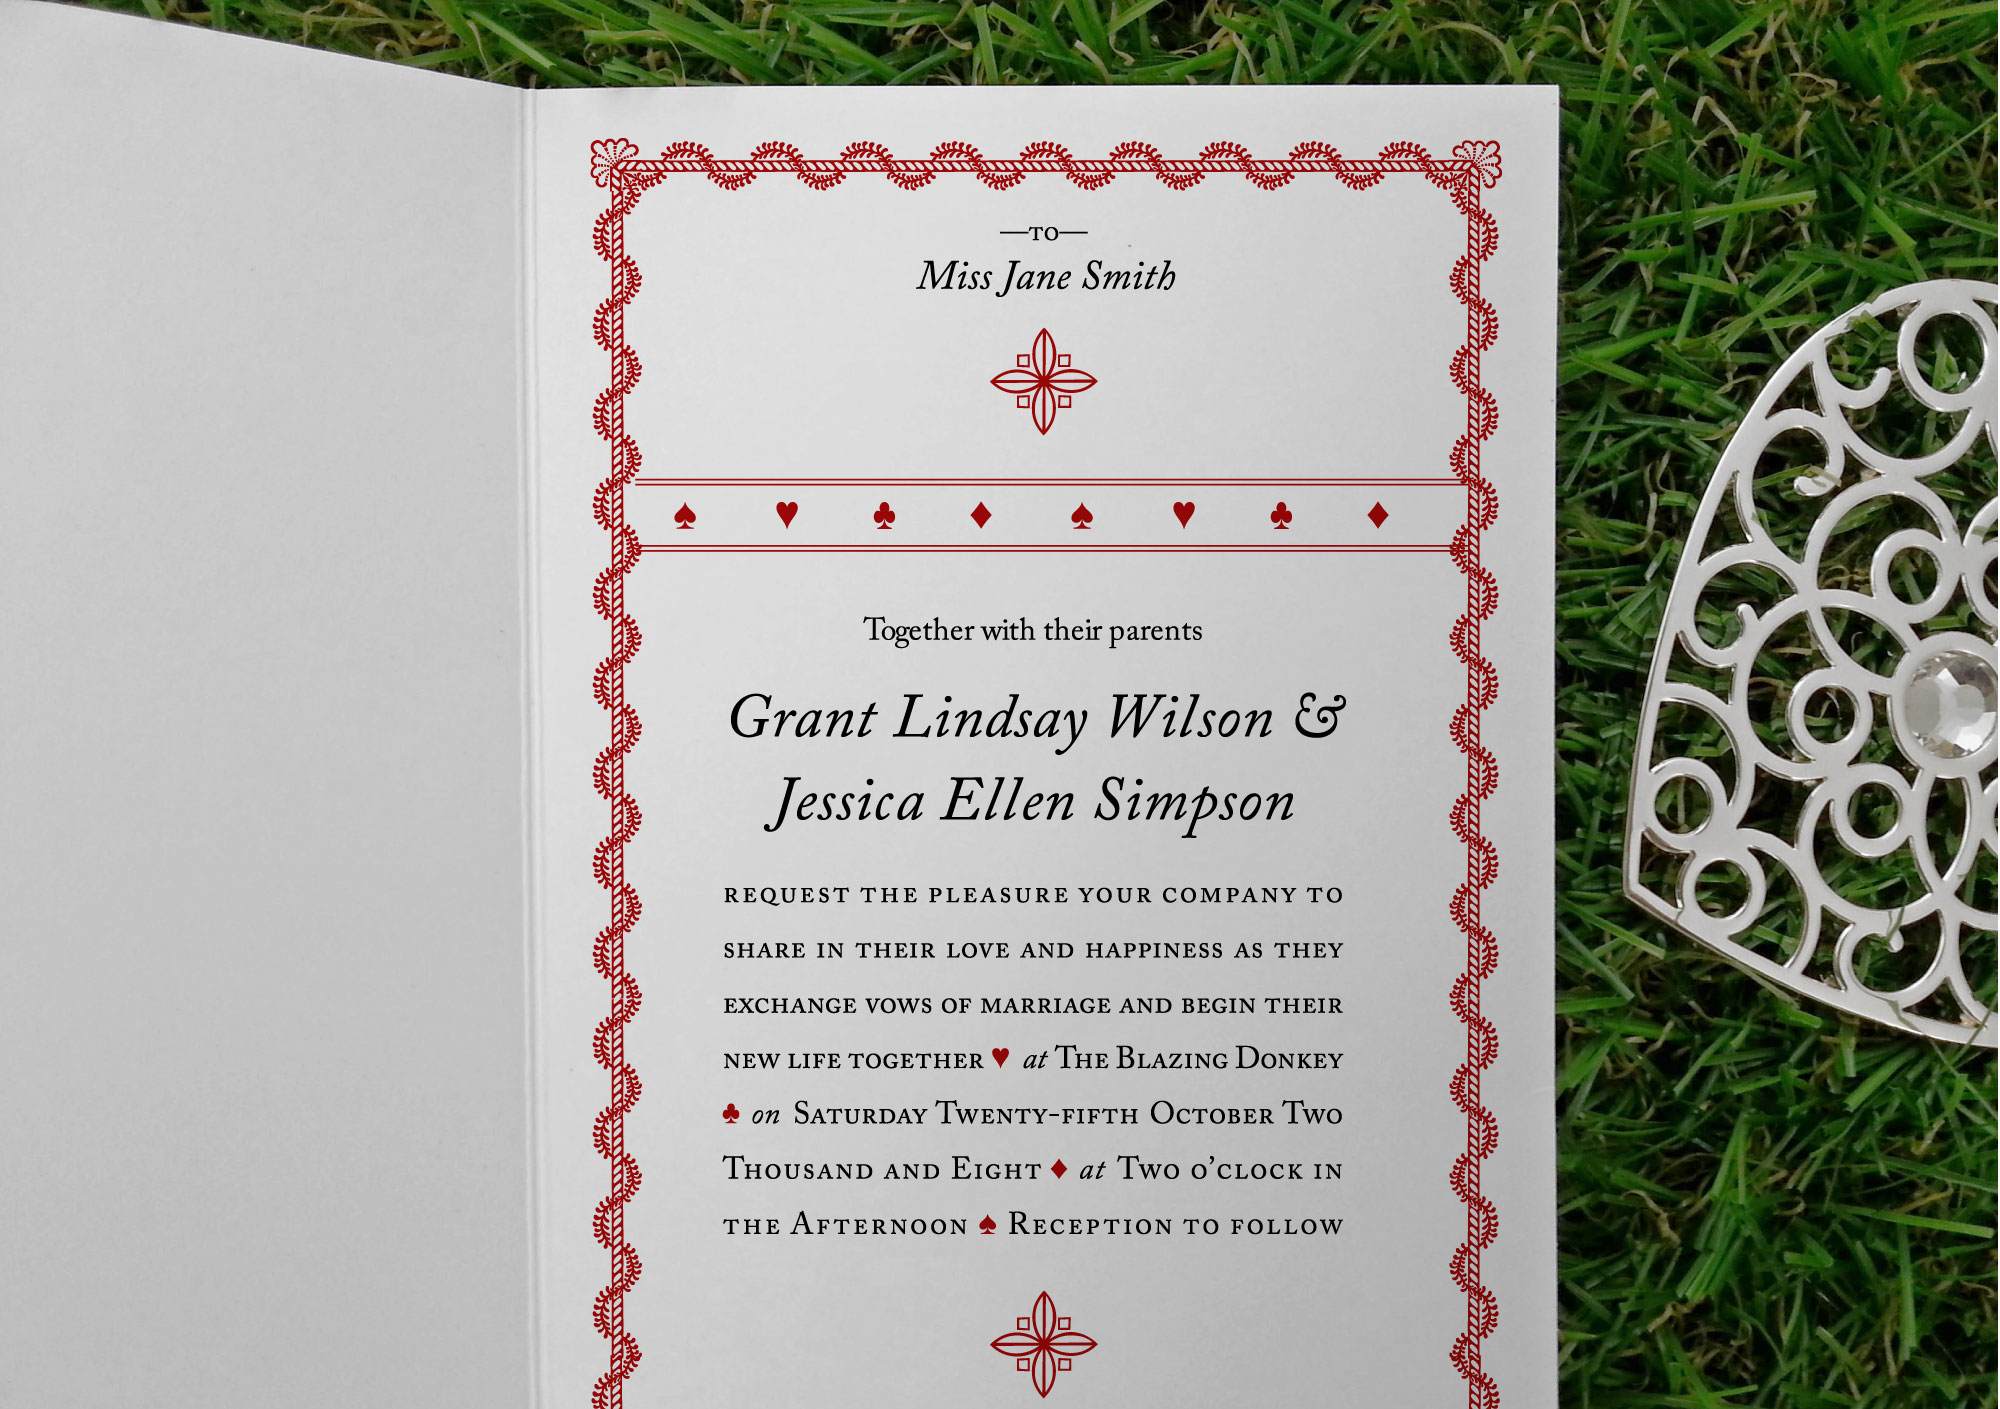 —TO—
Miss Jane Smith
♠ ♥ ♣ ♦ ♠ ♥ ♣ ♦
Together with their parents
Grant Lindsay Wilson &
Jessica Ellen Simpson
REQUEST THE PLEASURE YOUR COMPANY TO
SHARE IN THEIR LOVE AND HAPPINESS AS THEY
EXCHANGE VOWS OF MARRIAGE AND BEGIN THEIR
NEW LIFE TOGETHER ♥ at THE BLAZING DONKEY
♣ on SATURDAY TWENTY-FIFTH OCTOBER TWO
THOUSAND AND EIGHT ♦ at TWO O’CLOCK IN
THE AFTERNOON ♠ RECEPTION TO FOLLOW